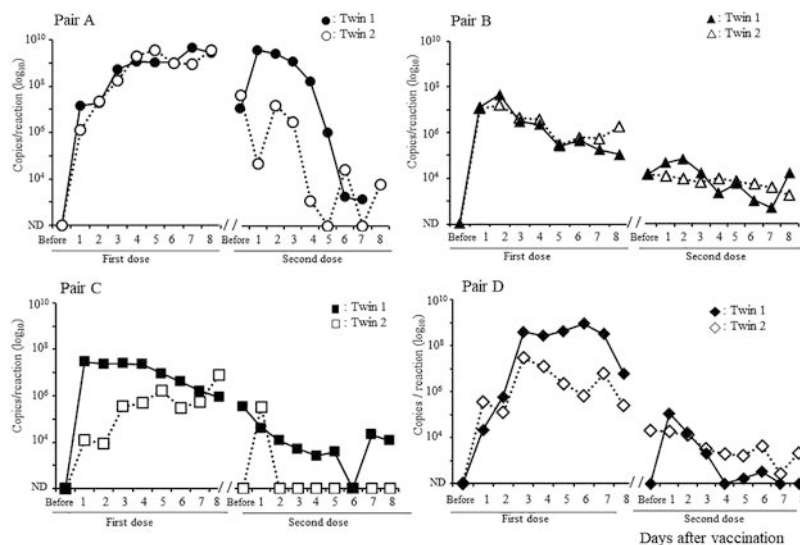 Pair A
: Twin 1
: Twin 2
Copies/reaction (log10)
10^10
10^8
10^6
10^4
ND
Before 1 2 3 4 5 6 7 8 // Before 1 2 3 4 5 6 7 8
First dose Second dose
Pair B
: Twin 1
: Twin 2
Copies/reaction (log10)
10^10
10^8
10^6
10^4
ND
Before 1 2 3 4 5 6 7 8 // Before 1 2 3 4 5 6 7 8
First dose Second dose
Pair C
: Twin 1
: Twin 2
Copies/reaction (log10)
10^10
10^8
10^6
10^4
ND
Before 1 2 3 4 5 6 7 8 // Before 1 2 3 4 5 6 7 8
First dose Second dose
Pair D
: Twin 1
: Twin 2
Copies / reaction (log10)
10^10
10^8
10^6
10^4
ND
Before 1 2 3 4 5 6 7 8 // Before 1 2 3 4 5 6 7 8
First dose Second dose
Days after vaccination